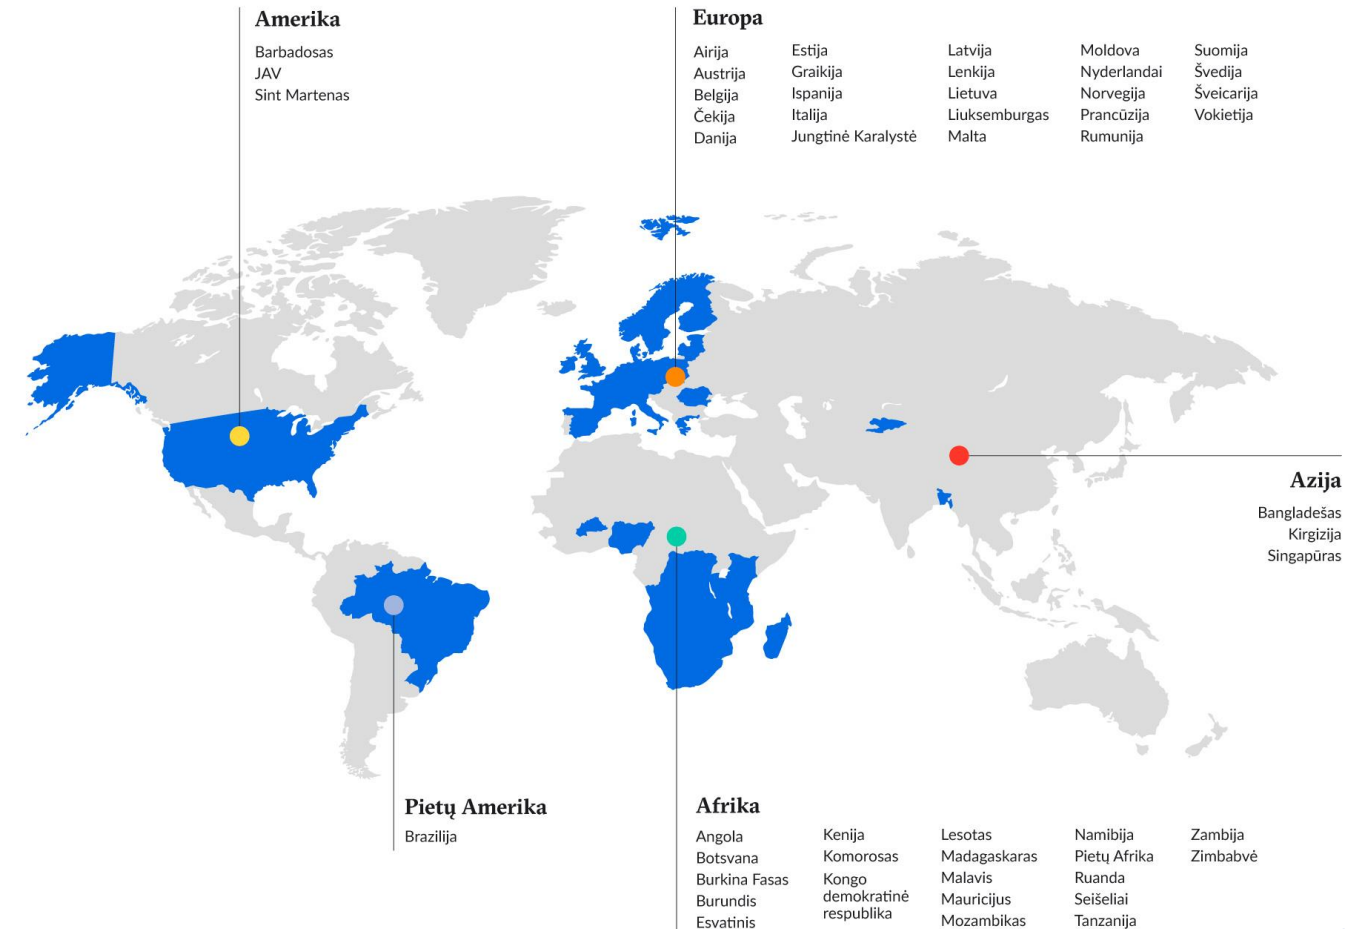 Amerika
Barbadosas
JAV
Sint Martenas
Europa
Airija
Austrija
Belgija
Čekija
Danija
Estija
Graikija
Ispanija
Italija
Jungtinė Karalystė
Latvija
Lenkija
Lietuva
Liuksemburgas
Malta
Moldova
Nyderlandai
Norvegija
Prancūzija
Rumunija
Suomija
Švedija
Šveicarija
Vokietija
Azija
Bangladešas
Kirgizija
Singapūras
Pietų Amerika
Brazilija
Afrika
Angola
Botsvana
Burkina Fasas
Burundis
Esvatinis
Kenija
Komorosas
Kongo
demokratinė
respublika
Lesotas
Madagaskaras
Malavis
Mauricijus
Mozambikas
Namibija
Pietų Afrika
Ruanda
Seišeliai
Tanzanija
Zambija
Zimbabvė